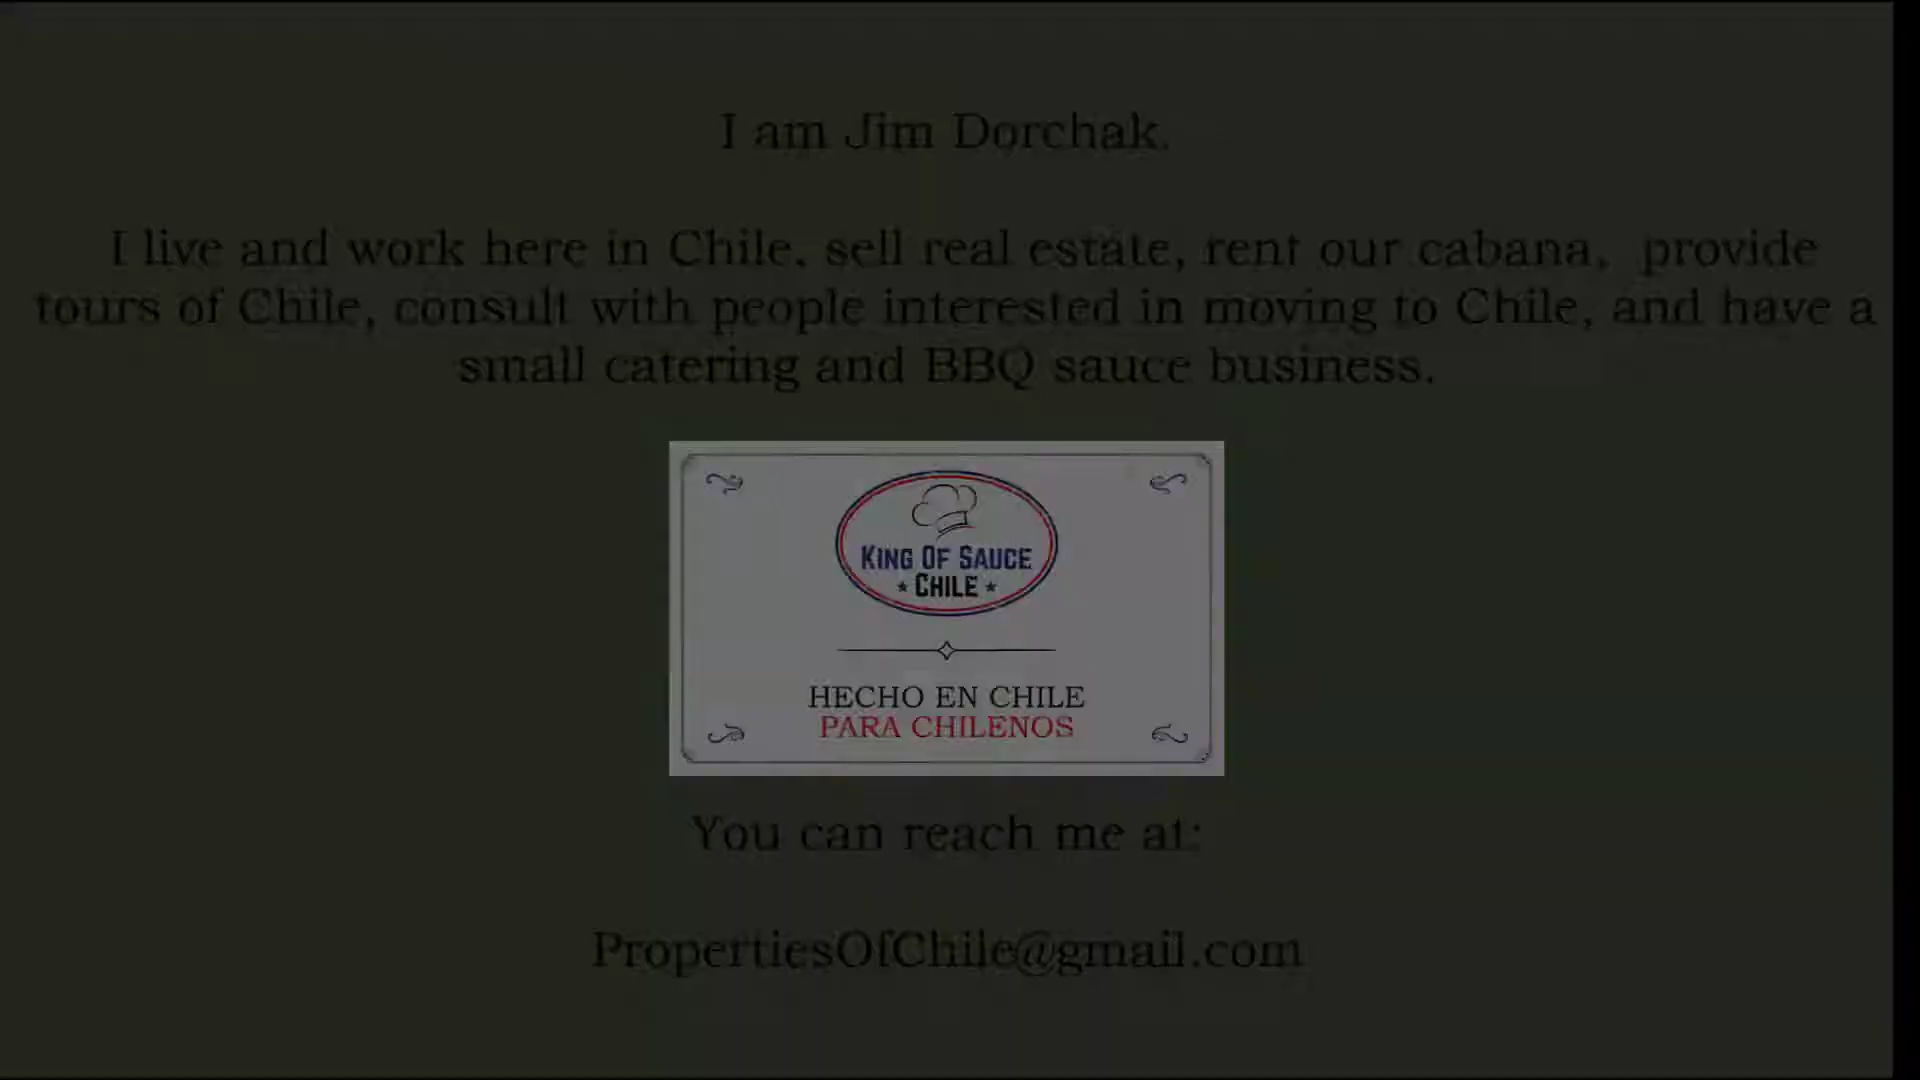 I am Jim Dorchak.
I live and work here in Chile, sell real estate, rent our cabana, provide
tours of Chile, consult with people interested in moving to Chile, and have a
small catering and BBQ sauce business.
KING OF SAUCE
CHILE
HECHO EN CHILE
PARA CHILENOS
You can reach me at:
PropertiesOfChile@gmail.com